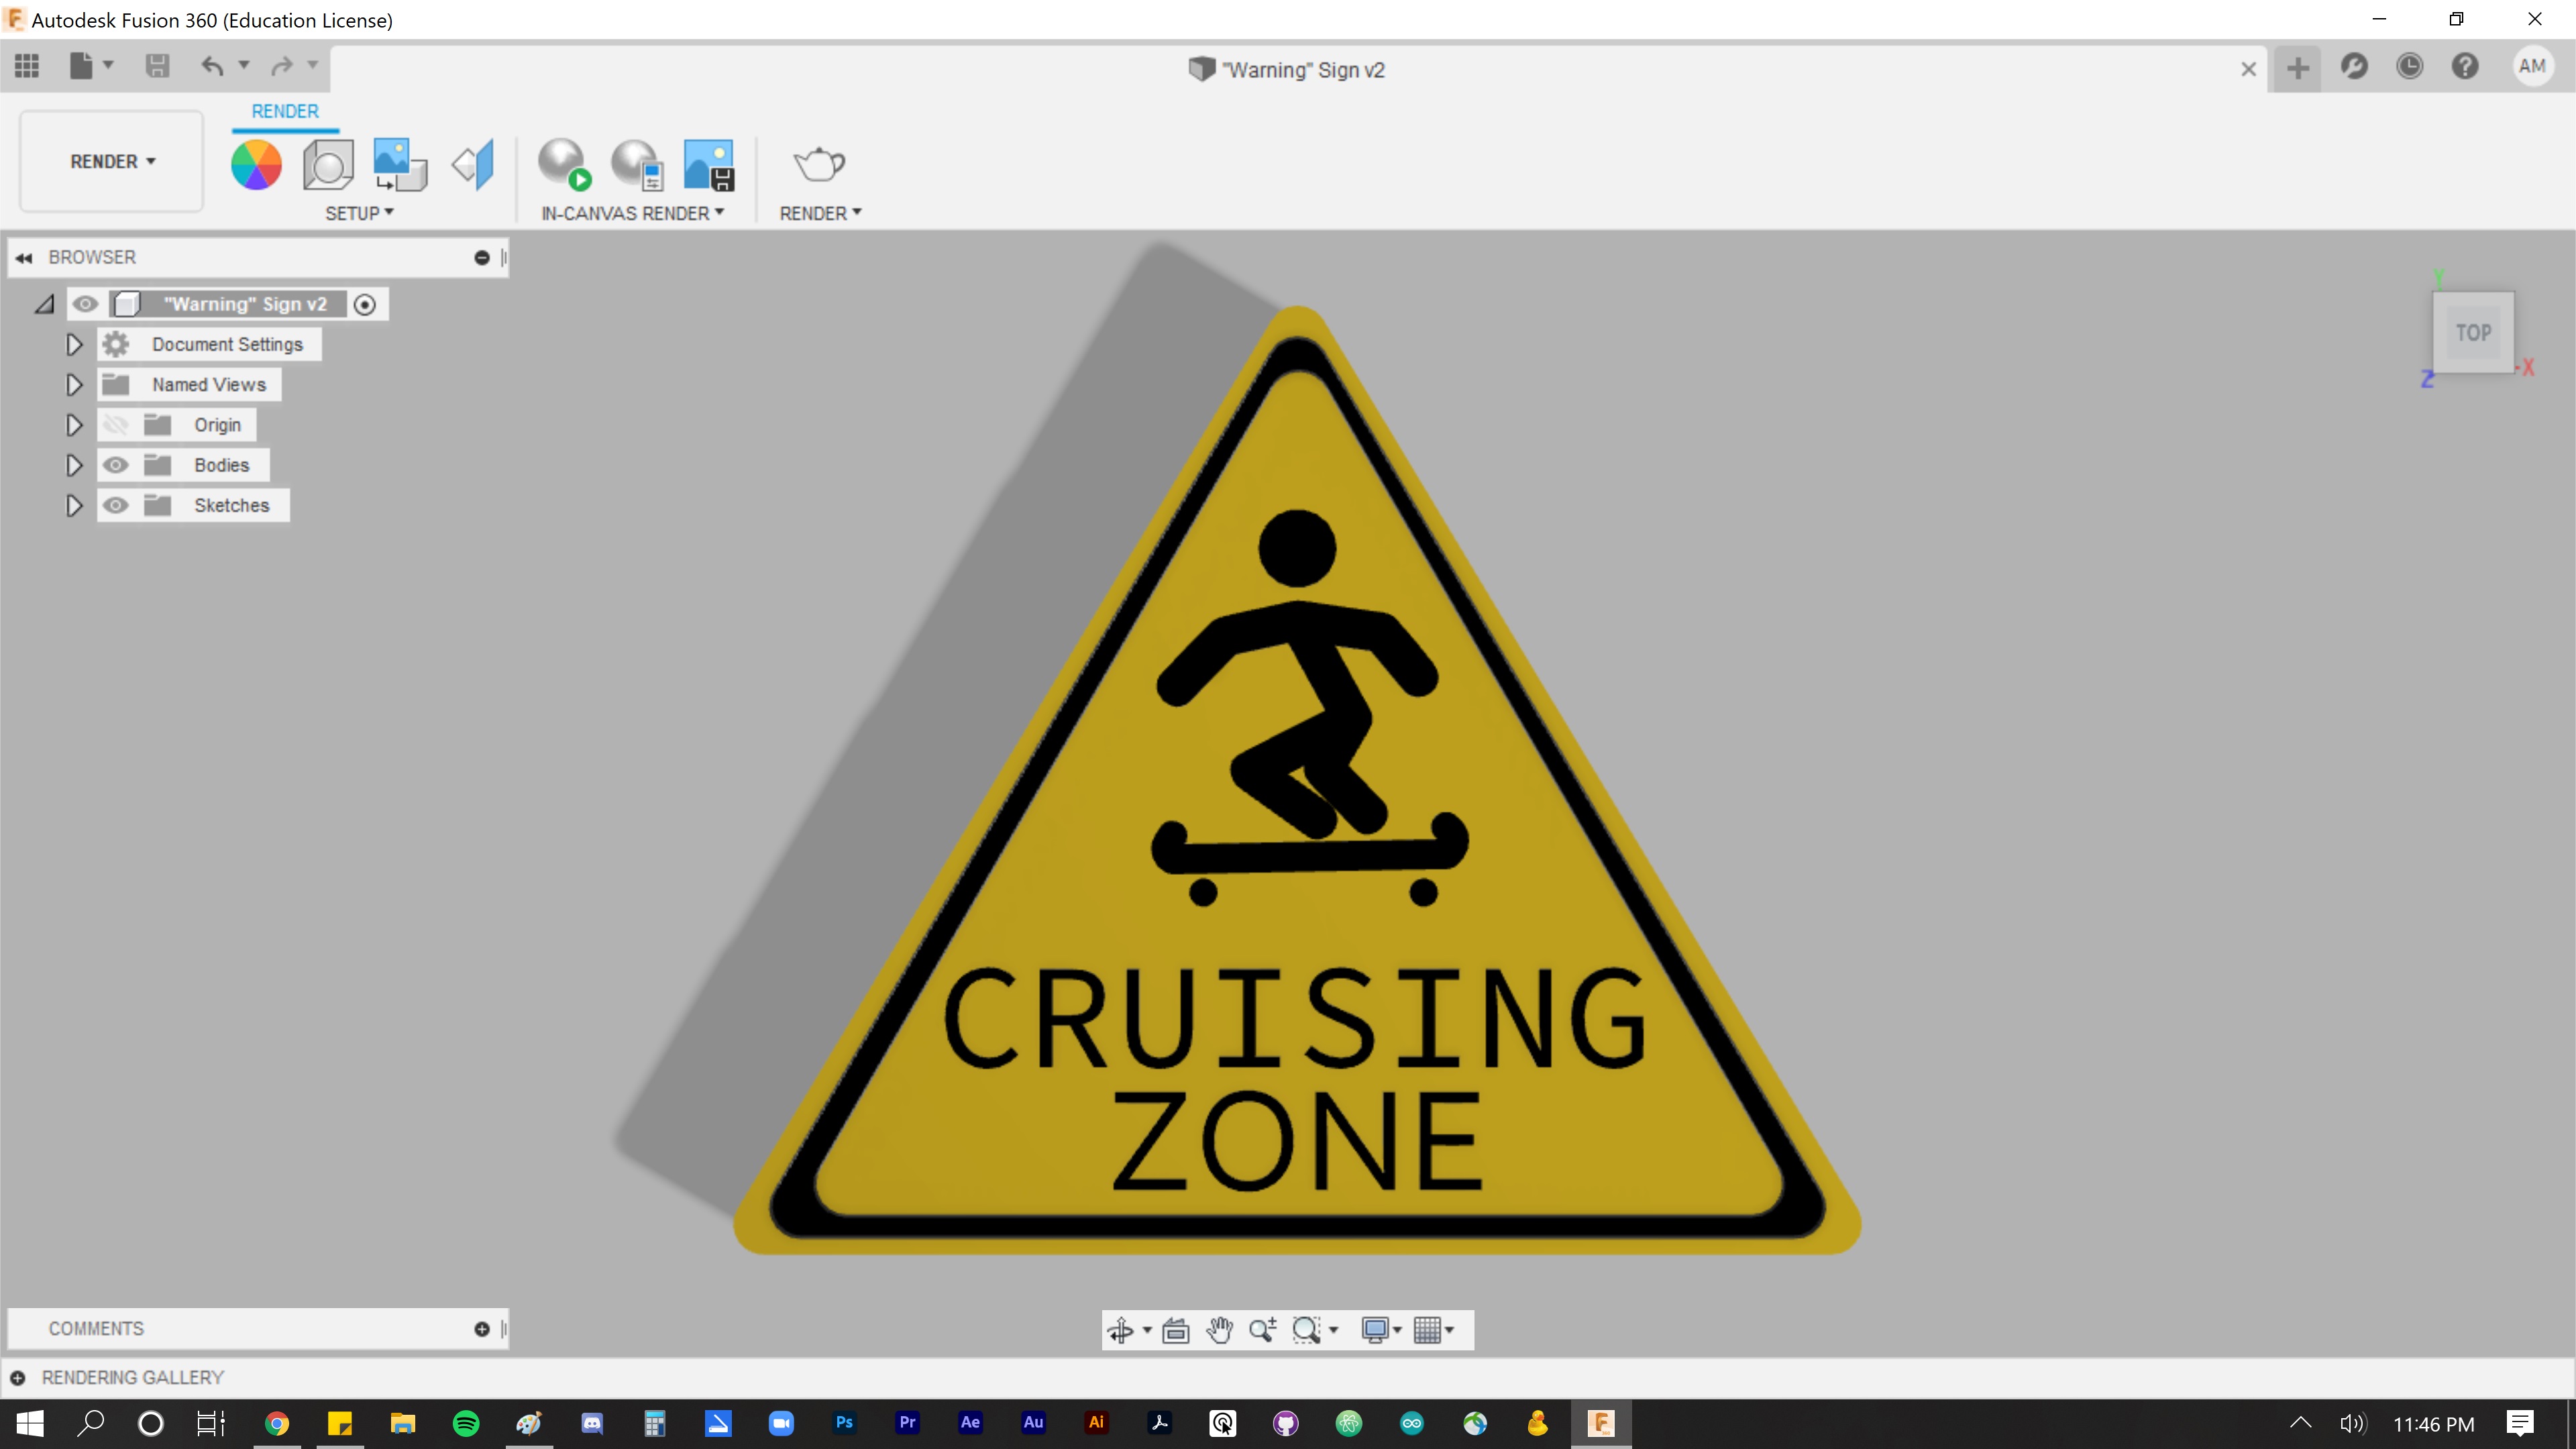 Autodesk Fusion 360 (Education License)
"Warning" Sign v2
AM
RENDER
RENDER
SETUP
IN-CANVAS RENDER
RENDER
BROWSER
"Warning" Sign v2
Document Settings
Named Views
Origin
Bodies
Sketches
Y
TOP
X
Z
CRUISING
ZONE
COMMENTS
RENDERING GALLERY
Ps
Pr
Ae
Au
Ai
F
11:46 PM